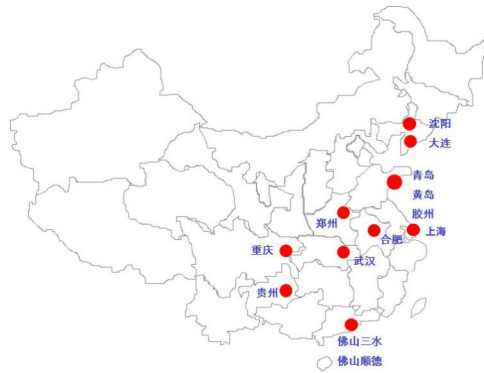 沈阳
大连
青岛
黄岛
胶州
郑州
上海
合肥
重庆
武汉
贵州
佛山三水
佛山顺德